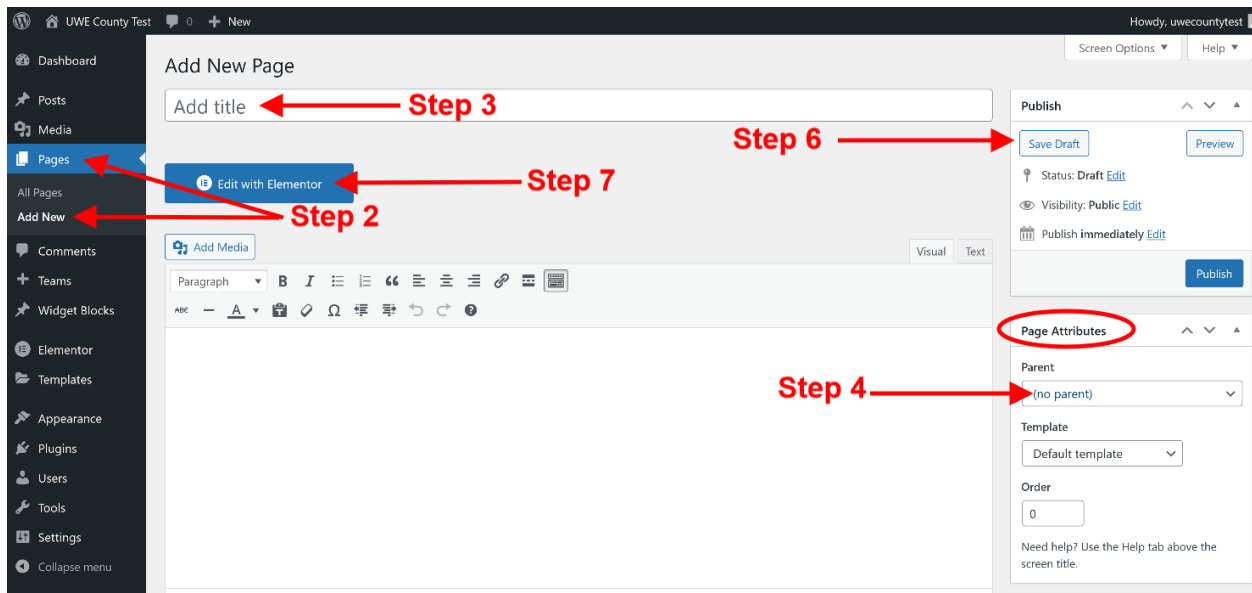 UWE County Test 0 New Howdy, uwecountytest
Screen Options Help
Dashboard
Posts
Media
Pages
All Pages
Add New
Comments
Teams
Widget Blocks
Elementor
Templates
Appearance
Plugins
Users
Tools
Settings
Collapse menu
Add New Page
Add title
Step 3
Edit with Elementor
Step 7
Step 2
Add Media
Visual Text
Paragraph B I
ABC A Ω
Step 6
Publish
Save Draft Preview
Status: Draft Edit
Visibility: Public Edit
Publish immediately Edit
Publish
Page Attributes
Parent
Step 4
(no parent)
Template
Default template
Order
0
Need help? Use the Help tab above the
screen title.